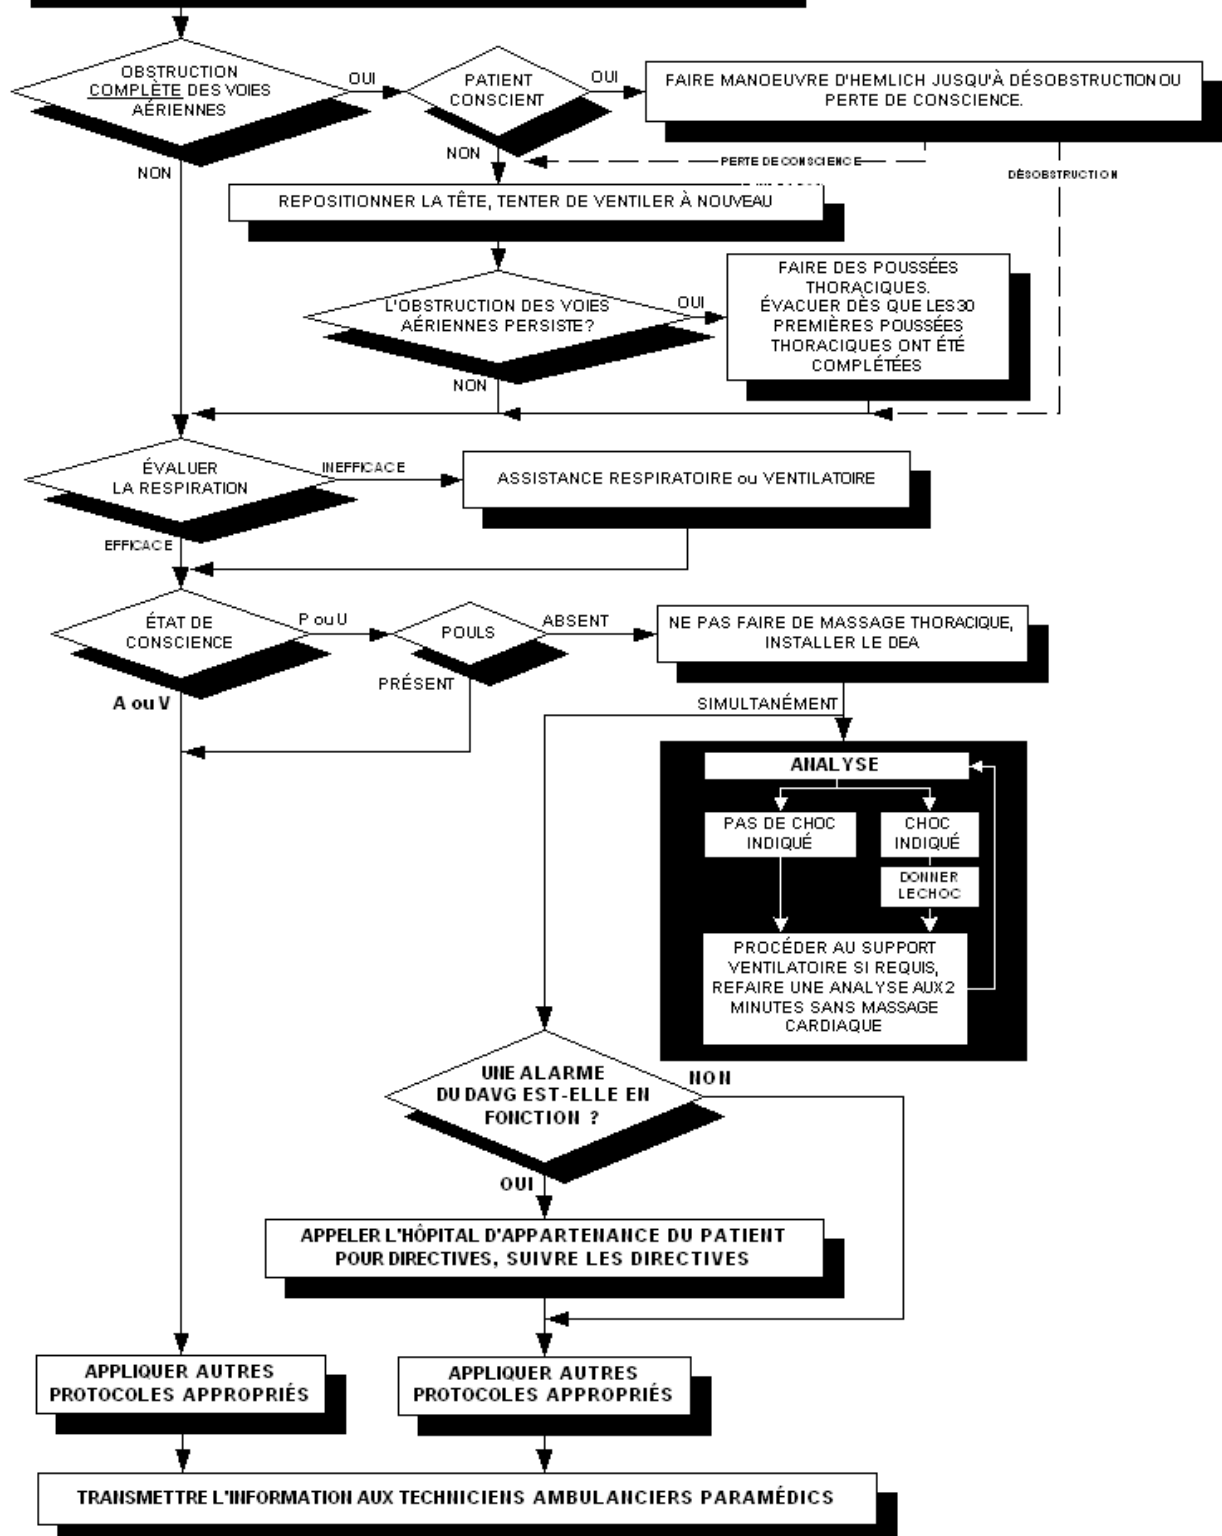 OBSTRUCTION
COMPLÈTE DES VOIES
AÉRIENNES
OUI
PATIENT
CONSCIENT
OUI
FAIRE MANOEUVRE D'HEMLICH JUSQU'À DÉSOBSTRUCTION OU
PERTE DE CONSCIENCE.
NON
NON
PERTE DE CONSCIENCE
DÉSOBSTRUCTION
REPOSITIONNER LA TÊTE, TENTER DE VENTILER À NOUVEAU
L'OBSTRUCTION DES VOIES
AÉRIENNES PERSISTE?
OUI
FAIRE DES POUSSÉES
THORACIQUES.
ÉVACUER DÈS QUE LES 30
PREMIÈRES POUSSÉES
THORACIQUES ONT ÉTÉ
COMPLÉTÉES
NON
ÉVALUER
LA RESPIRATION
INEFFICACE
ASSISTANCE RESPIRATOIRE ou VENTILATOIRE
EFFICACE
ÉTAT DE
CONSCIENCE
P ou U
POULS
ABSENT
NE PAS FAIRE DE MASSAGE THORACIQUE,
INSTALLER LE DEA
A ou V
PRÉSENT
SIMULTANÉMENT
ANALYSE
PAS DE CHOC
INDIQUÉ
CHOC
INDIQUÉ
DONNER
LE CHOC
PROCÉDER AU SUPPORT
VENTILATOIRE SI REQUIS,
REFAIRE UNE ANALYSE AUX 2
MINUTES SANS MASSAGE
CARDIAQUE
UNE ALARME
DU DAVG EST-ELLE EN
FONCTION ?
NON
OUI
APPELER L'HÔPITAL D'APPARTENANCE DU PATIENT
POUR DIRECTIVES, SUIVRE LES DIRECTIVES
APPLIQUER AUTRES
PROTOCOLES APPROPRIÉS
APPLIQUER AUTRES
PROTOCOLES APPROPRIÉS
TRANSMETTRE L'INFORMATION AUX TECHNICIENS AMBULANCIERS PARAMÉDICS